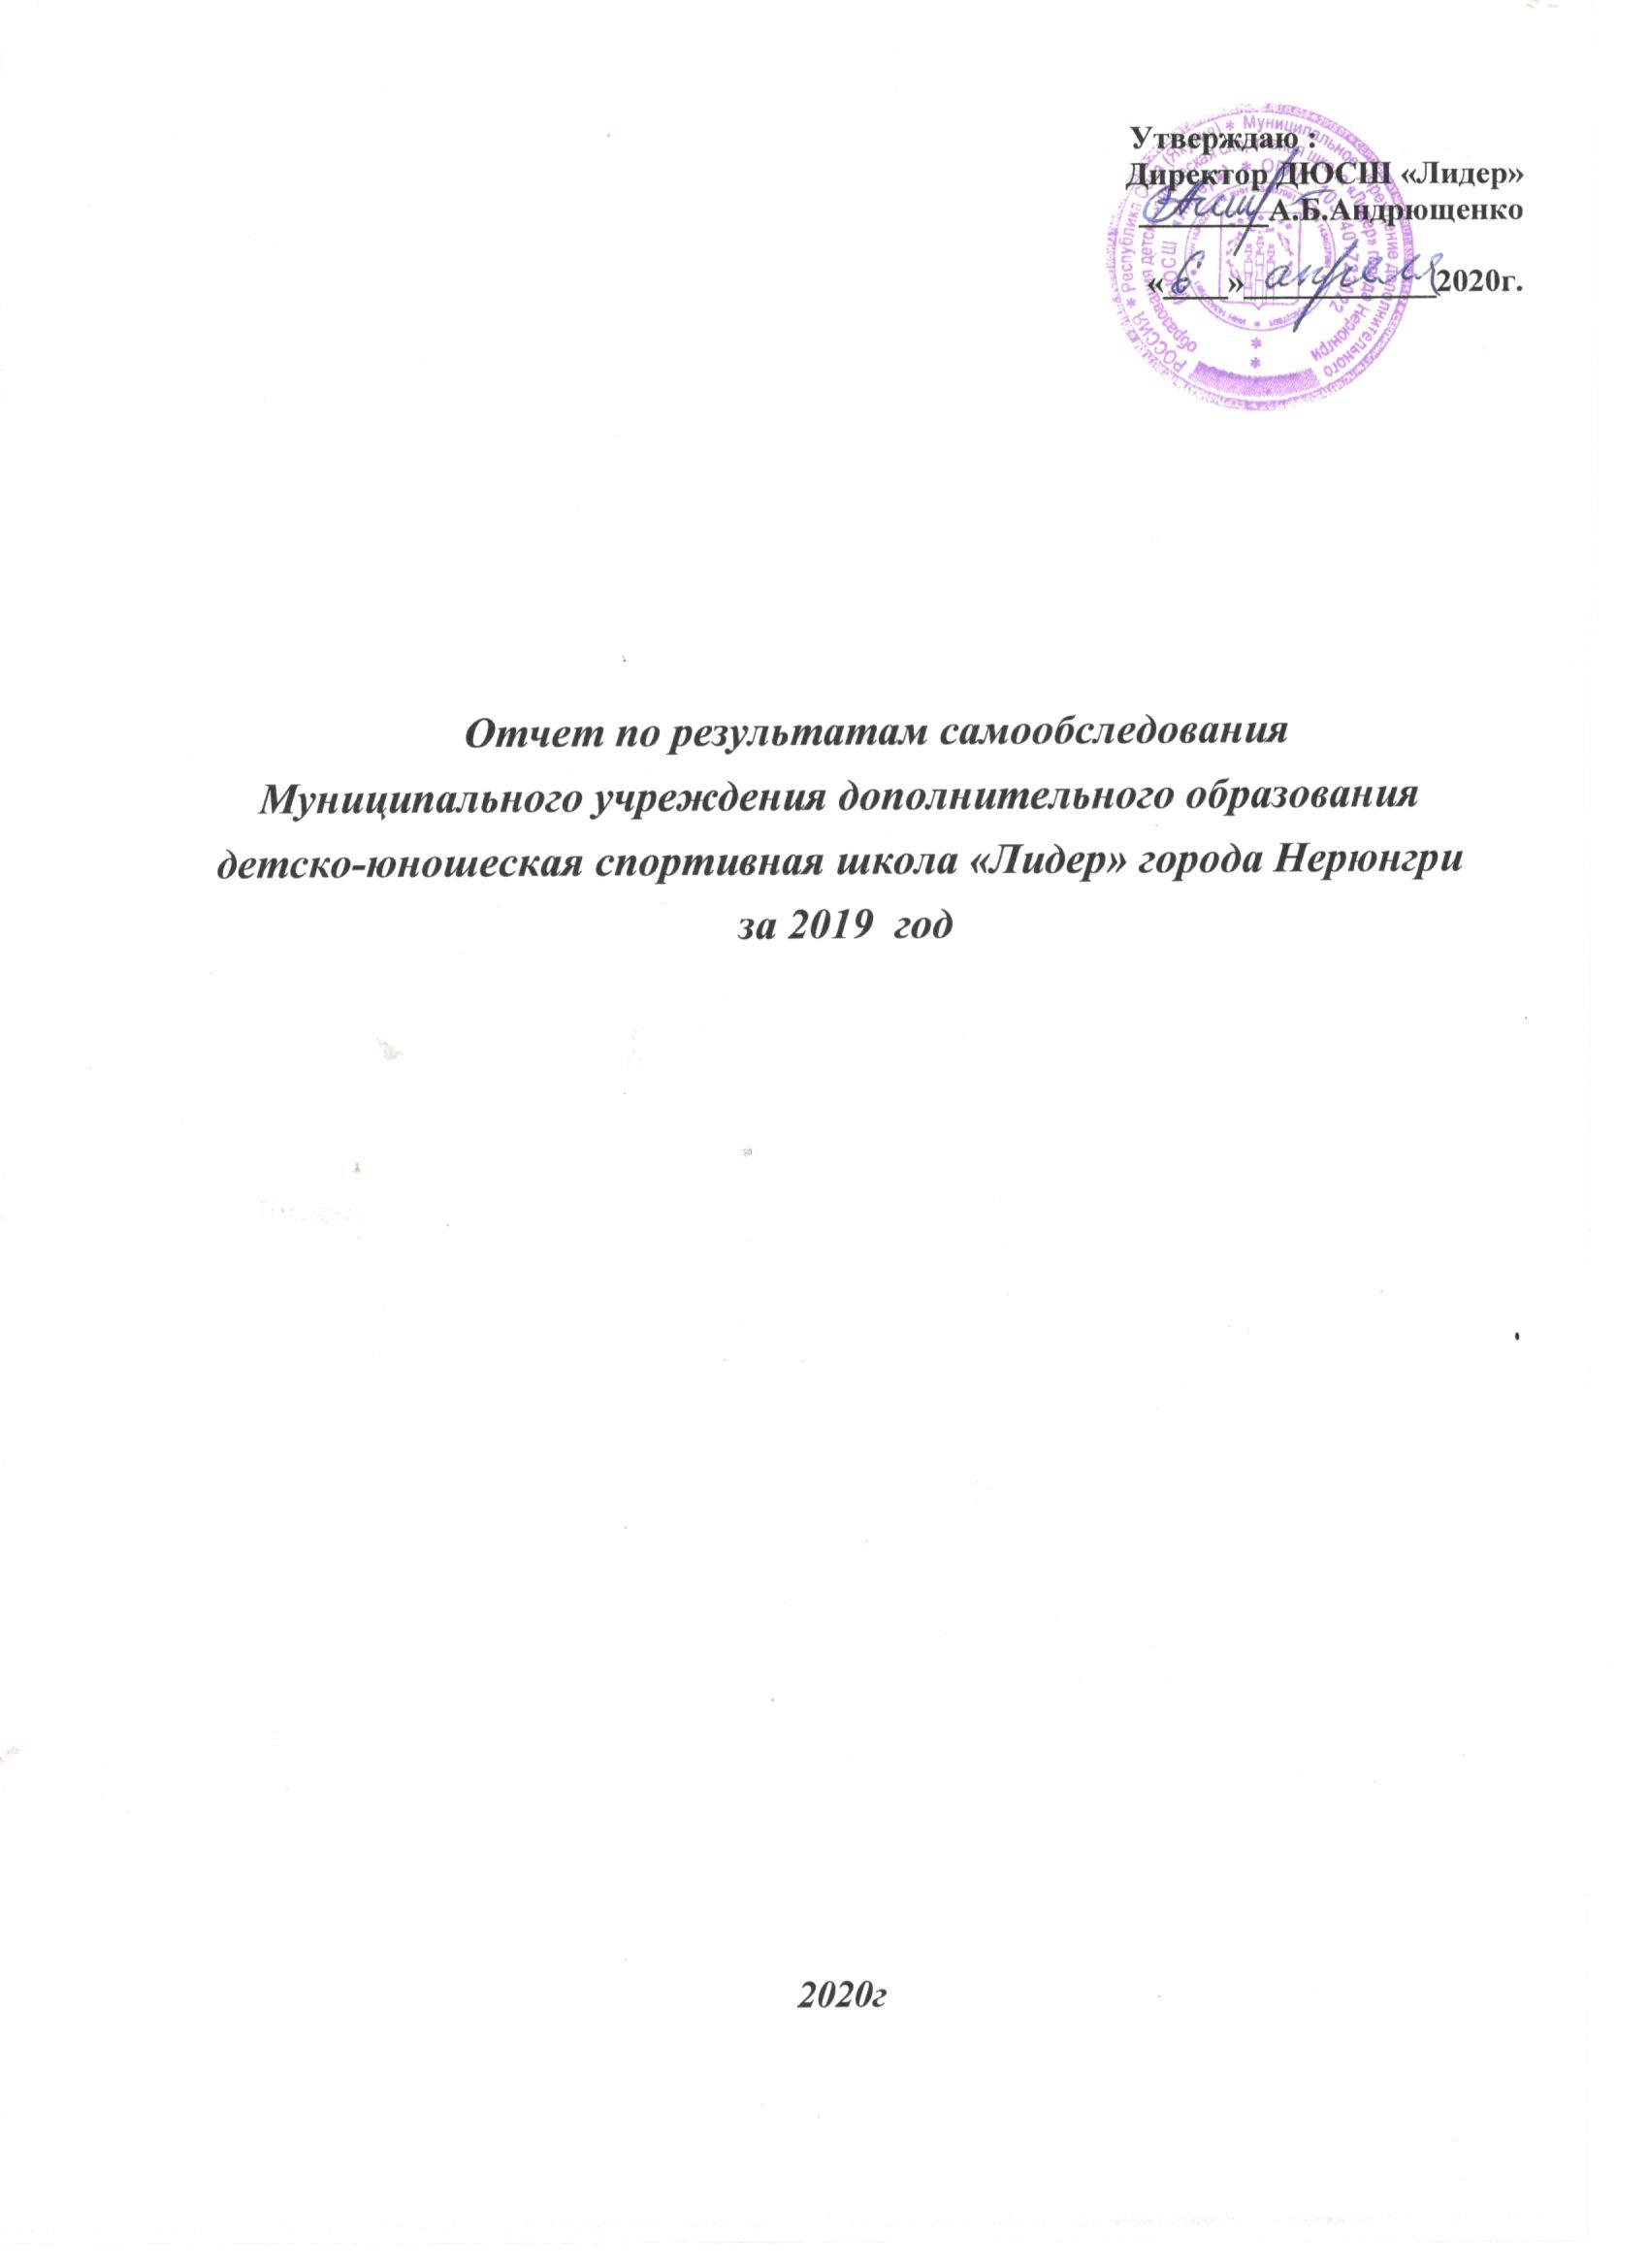 Утверждаю :
Директор ДЮСШ «Лидер»
А.Б.Андрющенко
«6» апреля 2020г.
Отчет по результатам самообследования
Муниципального учреждения дополнительного образования
детско-юношеская спортивная школа «Лидер» города Нерюнгри
за 2019 год
2020г